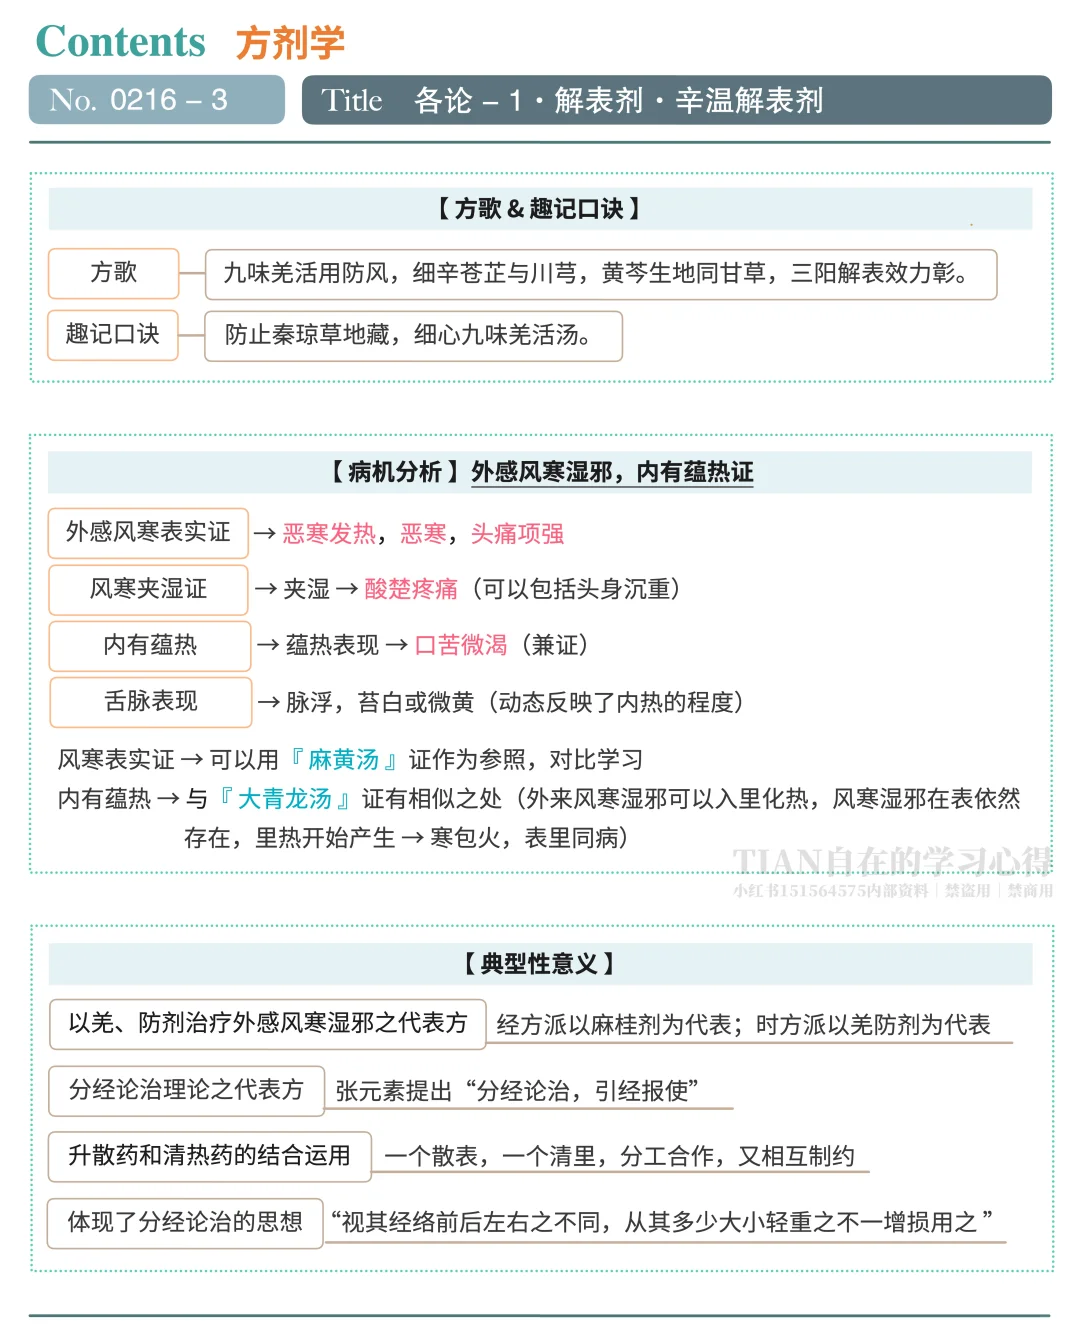 Contents 方剂学
No. 0216 – 3
Title 各论 – 1 · 解表剂 · 辛温解表剂
【 方歌 & 趣记口诀 】
方歌 九味羌活用防风，细辛苍芷与川芎，黄芩生地同甘草，三阳解表效力彰。
趣记口诀 防止秦琼草地藏，细心九味羌活汤。
【 病机分析 】外感风寒湿邪，内有蕴热证
外感风寒表实证 → 恶寒发热，恶寒，头痛项强
风寒夹湿证 → 夹湿 → 酸楚疼痛（可以包括头身沉重）
内有蕴热 → 蕴热表现 → 口苦微渴（兼证）
舌脉表现 → 脉浮，苔白或微黄（动态反映了内热的程度）
风寒表实证 → 可以用『 麻黄汤 』证作为参照，对比学习
内有蕴热 → 与『 大青龙汤 』证有相似之处（外来风寒湿邪可以入里化热，风寒湿邪在表依然
存在，里热开始产生 → 寒包火，表里同病）
TIAN自在的学习心得
小红书151564575内部资料｜禁盗用｜禁商用
【 典型性意义 】
以羌、防剂治疗外感风寒湿邪之代表方 经方派以麻桂剂为代表；时方派以羌防剂为代表
分经论治理论之代表方 张元素提出“分经论治，引经报使”
升散药和清热药的结合运用 一个散表，一个清里，分工合作，又相互制约
体现了分经论治的思想 “视其经络前后左右之不同，从其多少大小轻重之不一增损用之 ”